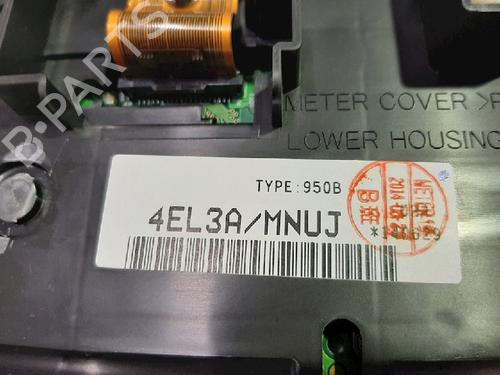 METER COVER >P
LOWER HOUSING
TYPE:950B
4EL3A/MNUJ
B-PARTS